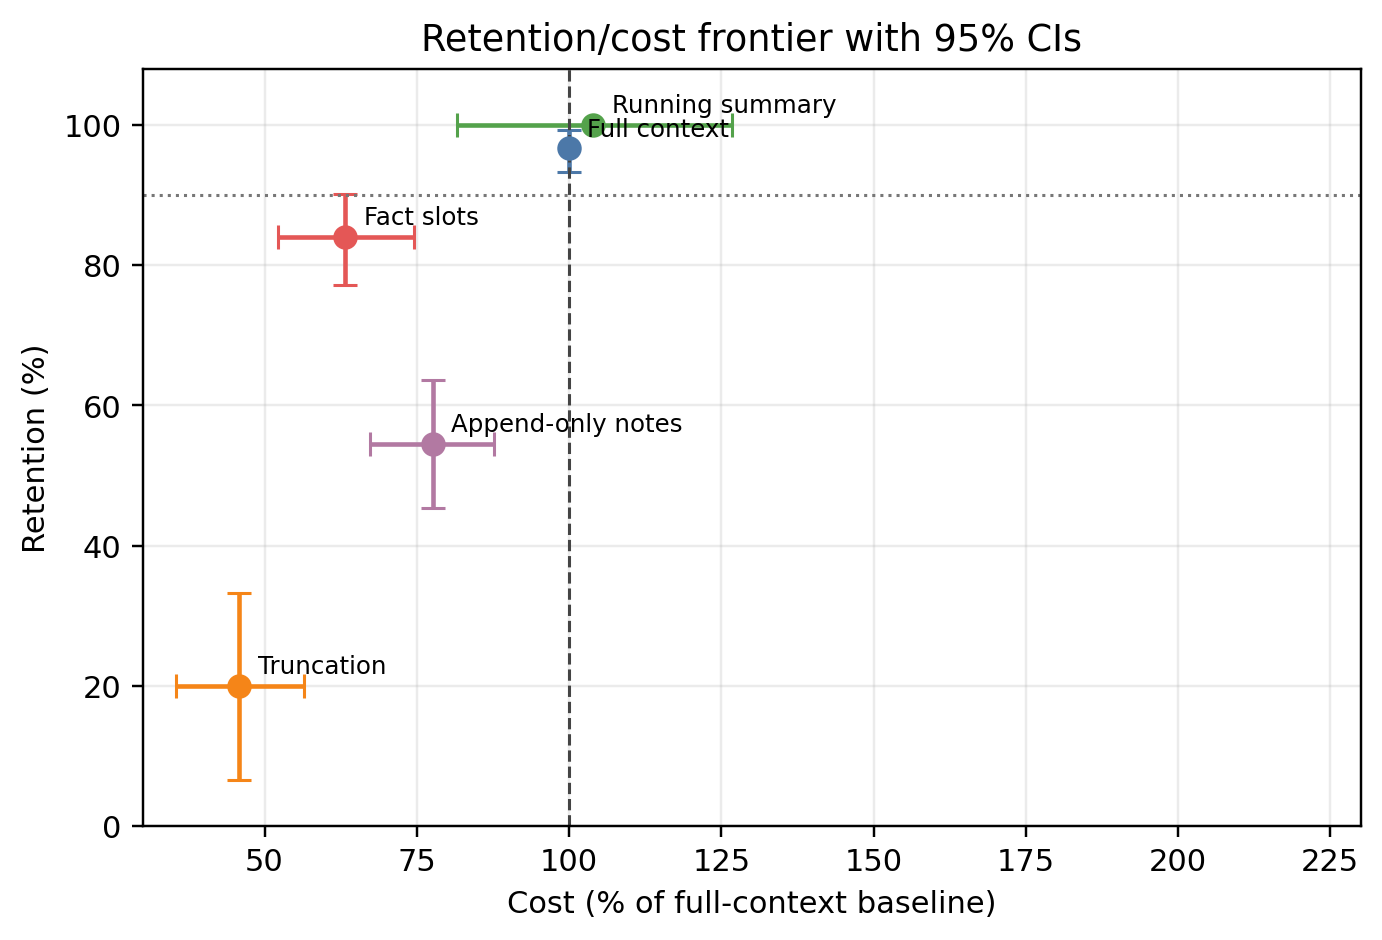 Retention/cost frontier with 95% CIs
Running summary
Full context
Fact slots
Append-only notes
Truncation
100
80
60
40
20
0
Retention (%)
50
75
100
125
150
175
200
225
Cost (% of full-context baseline)